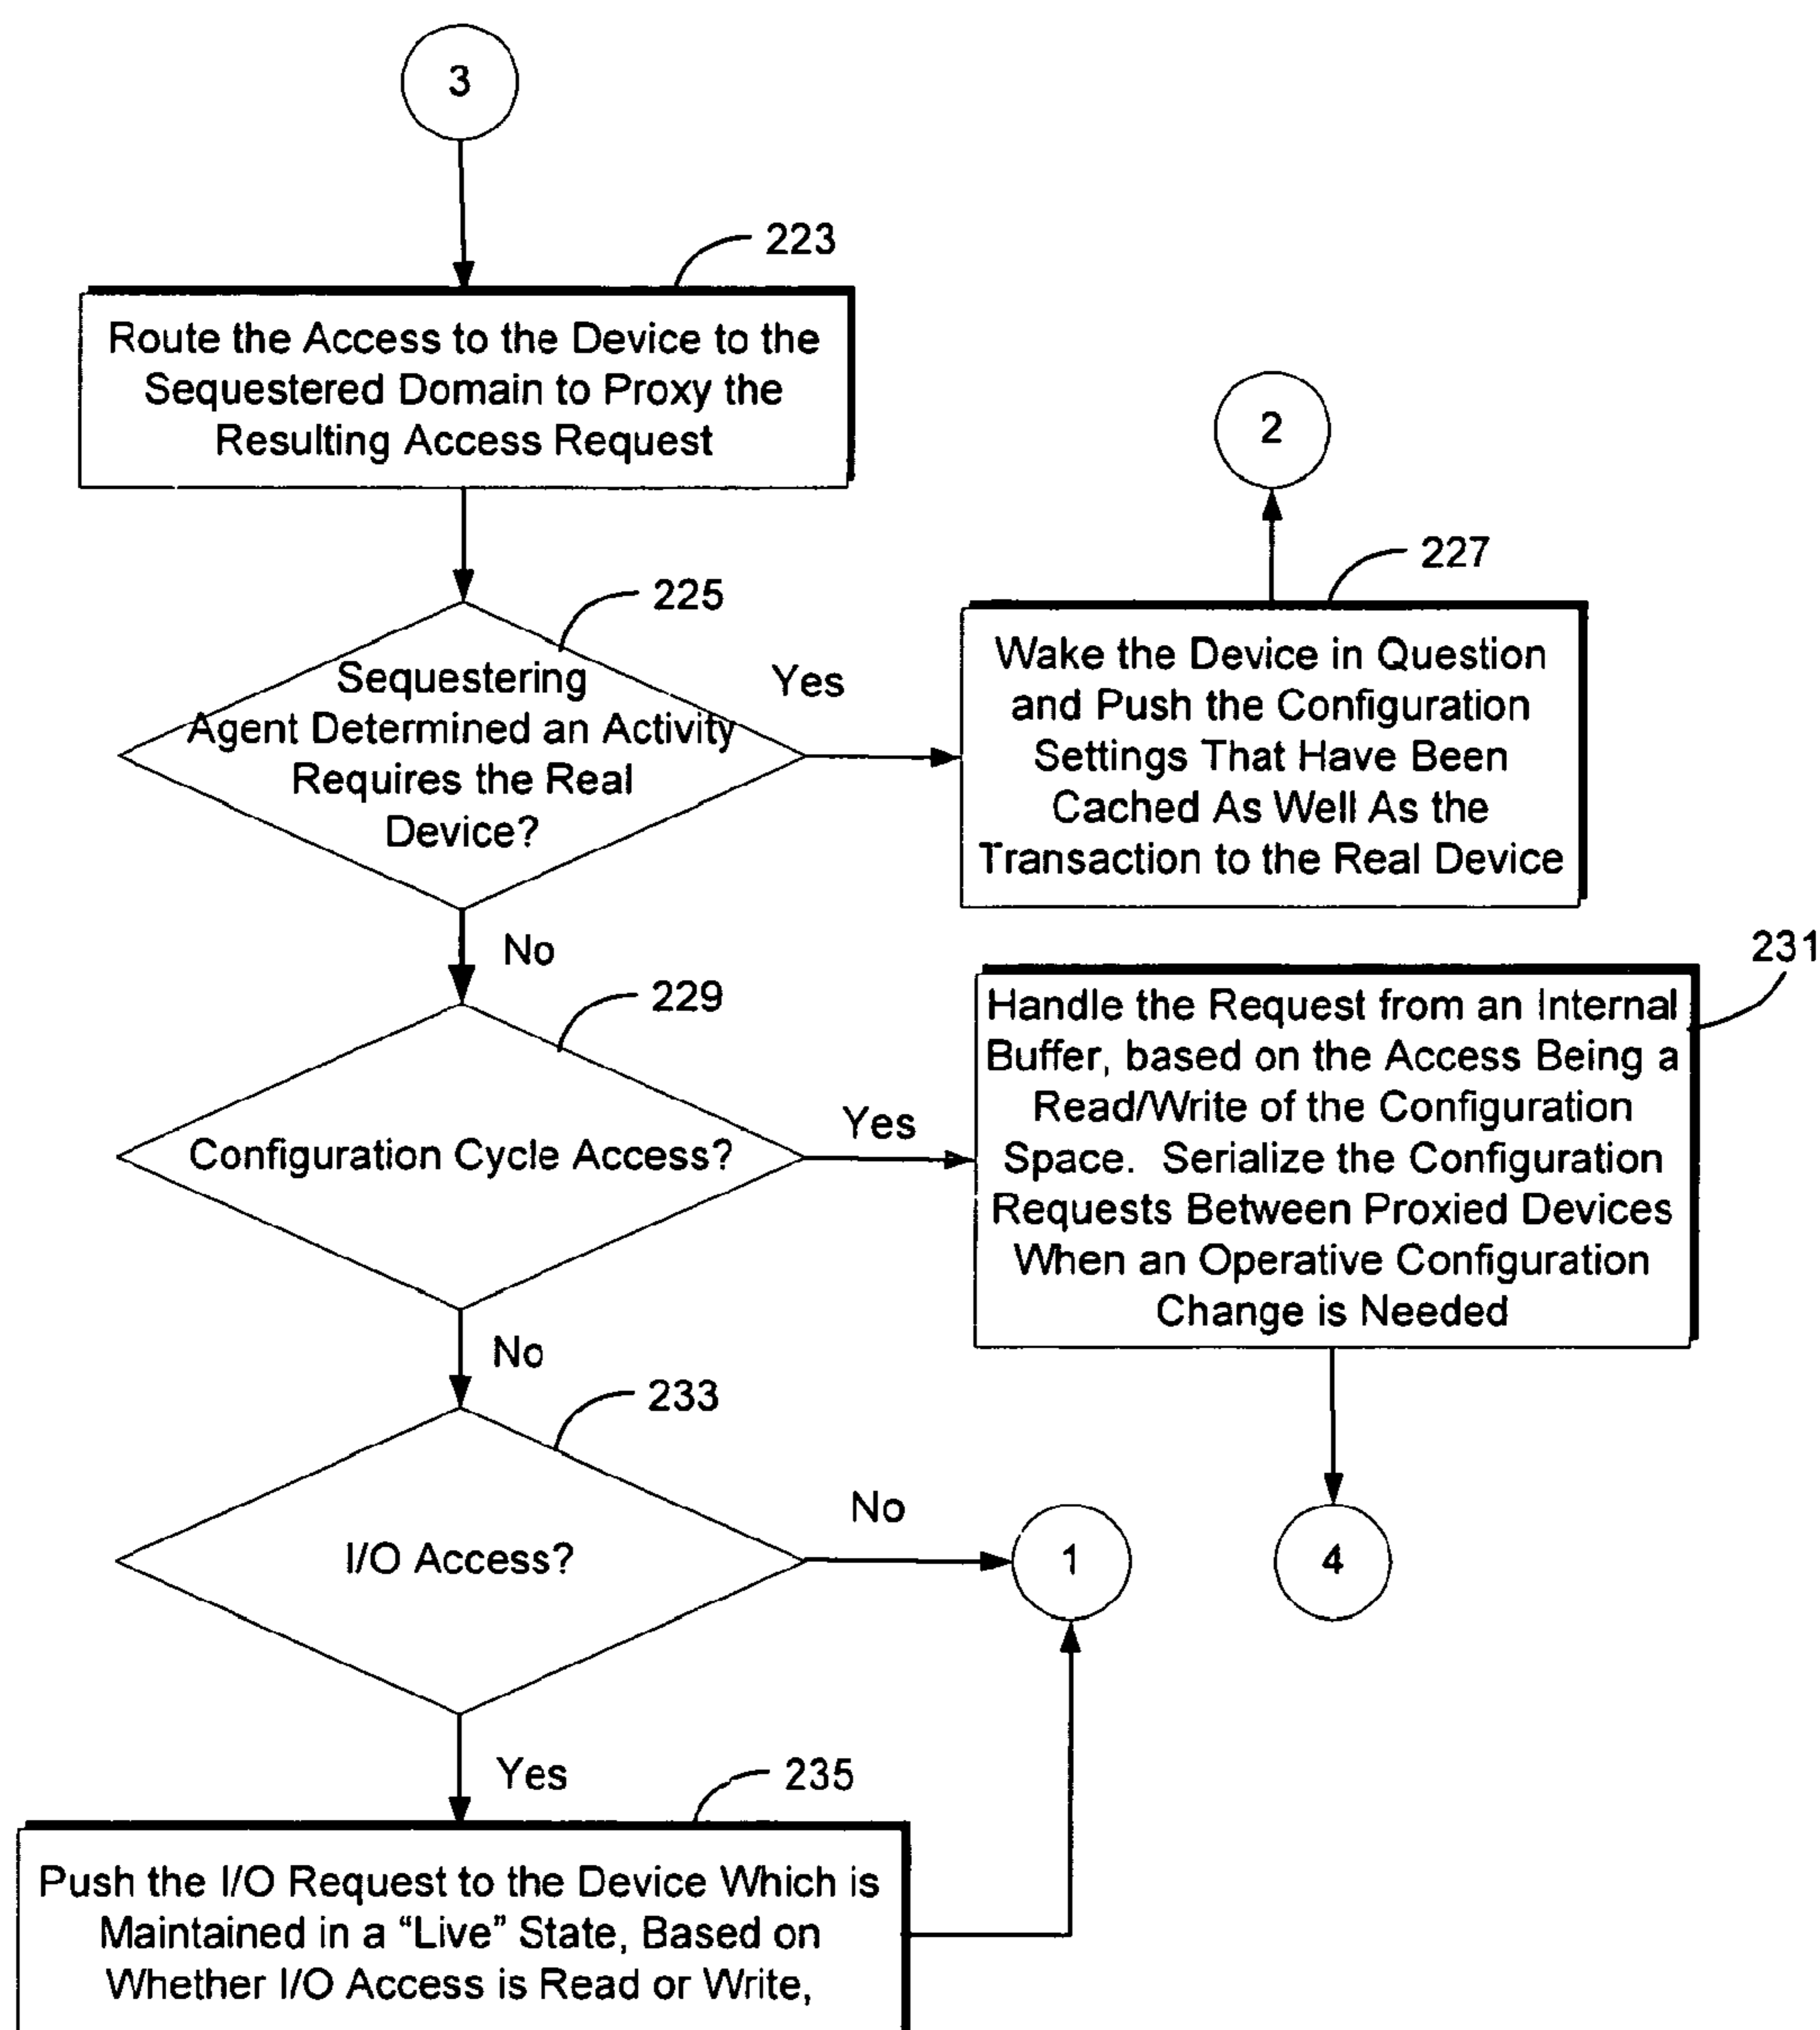 3
223
Route the Access to the Device to the
Sequestered Domain to Proxy the
Resulting Access Request
2
227
225
Sequestering
Agent Determined an Activity
Requires the Real
Device?
Yes
Wake the Device in Question
and Push the Configuration
Settings That Have Been
Cached As Well As the
Transaction to the Real Device
No
231
229
Configuration Cycle Access?
Yes
Handle the Request from an Internal
Buffer, based on the Access Being a
Read/Write of the Configuration
Space. Serialize the Configuration
Requests Between Proxied Devices
When an Operative Configuration
Change is Needed
No
233
I/O Access?
No
1
4
Yes
235
Push the I/O Request to the Device Which is
Maintained in a “Live” State, Based on
Whether I/O Access is Read or Write,